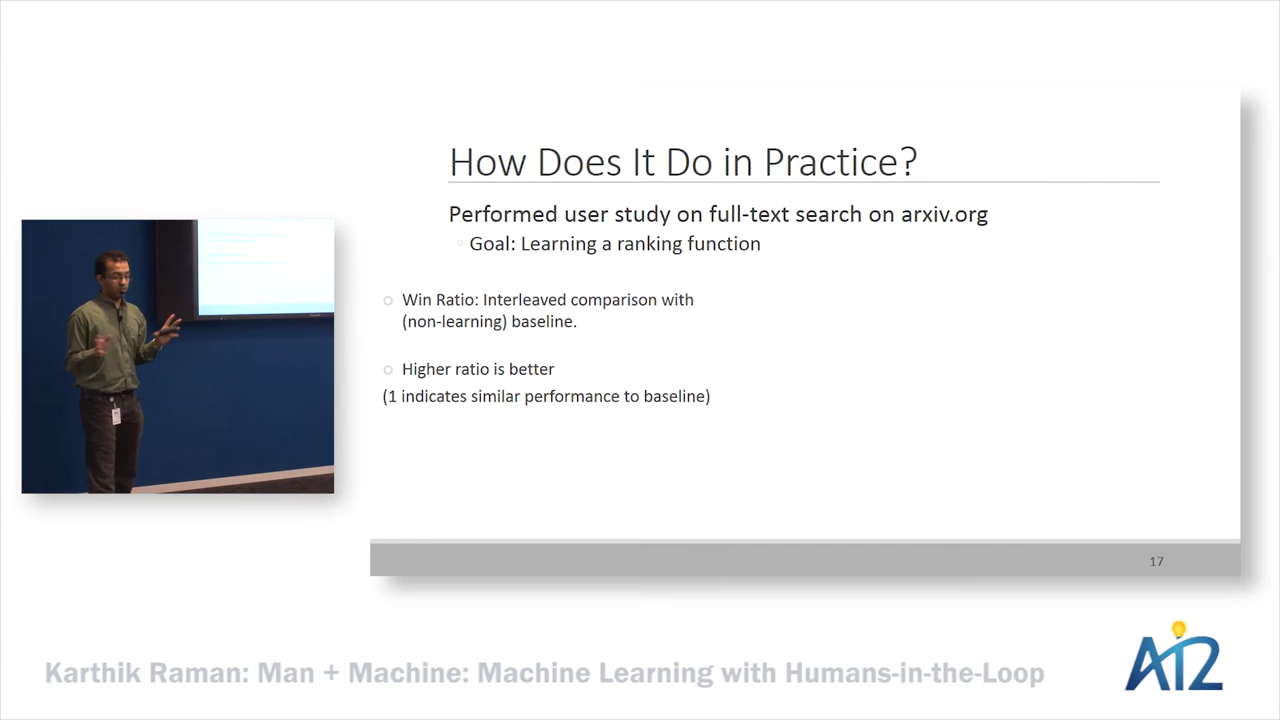 How Does It Do in Practice?
Performed user study on full-text search on arxiv.org
Goal: Learning a ranking function
Win Ratio: Interleaved comparison with
(non-learning) baseline.
Higher ratio is better
(1 indicates similar performance to baseline)
17
Karthik Raman: Man + Machine: Machine Learning with Humans-in-the-Loop
AI2